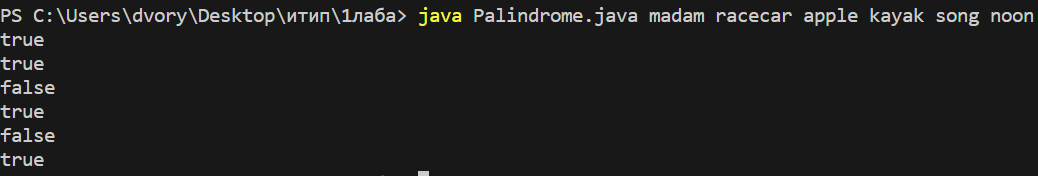 PS C:\Users\dvory\Desktop\итип\1лаба> java Palindrome.java madam racecar apple kayak song noon
true
true
false
true
false
true